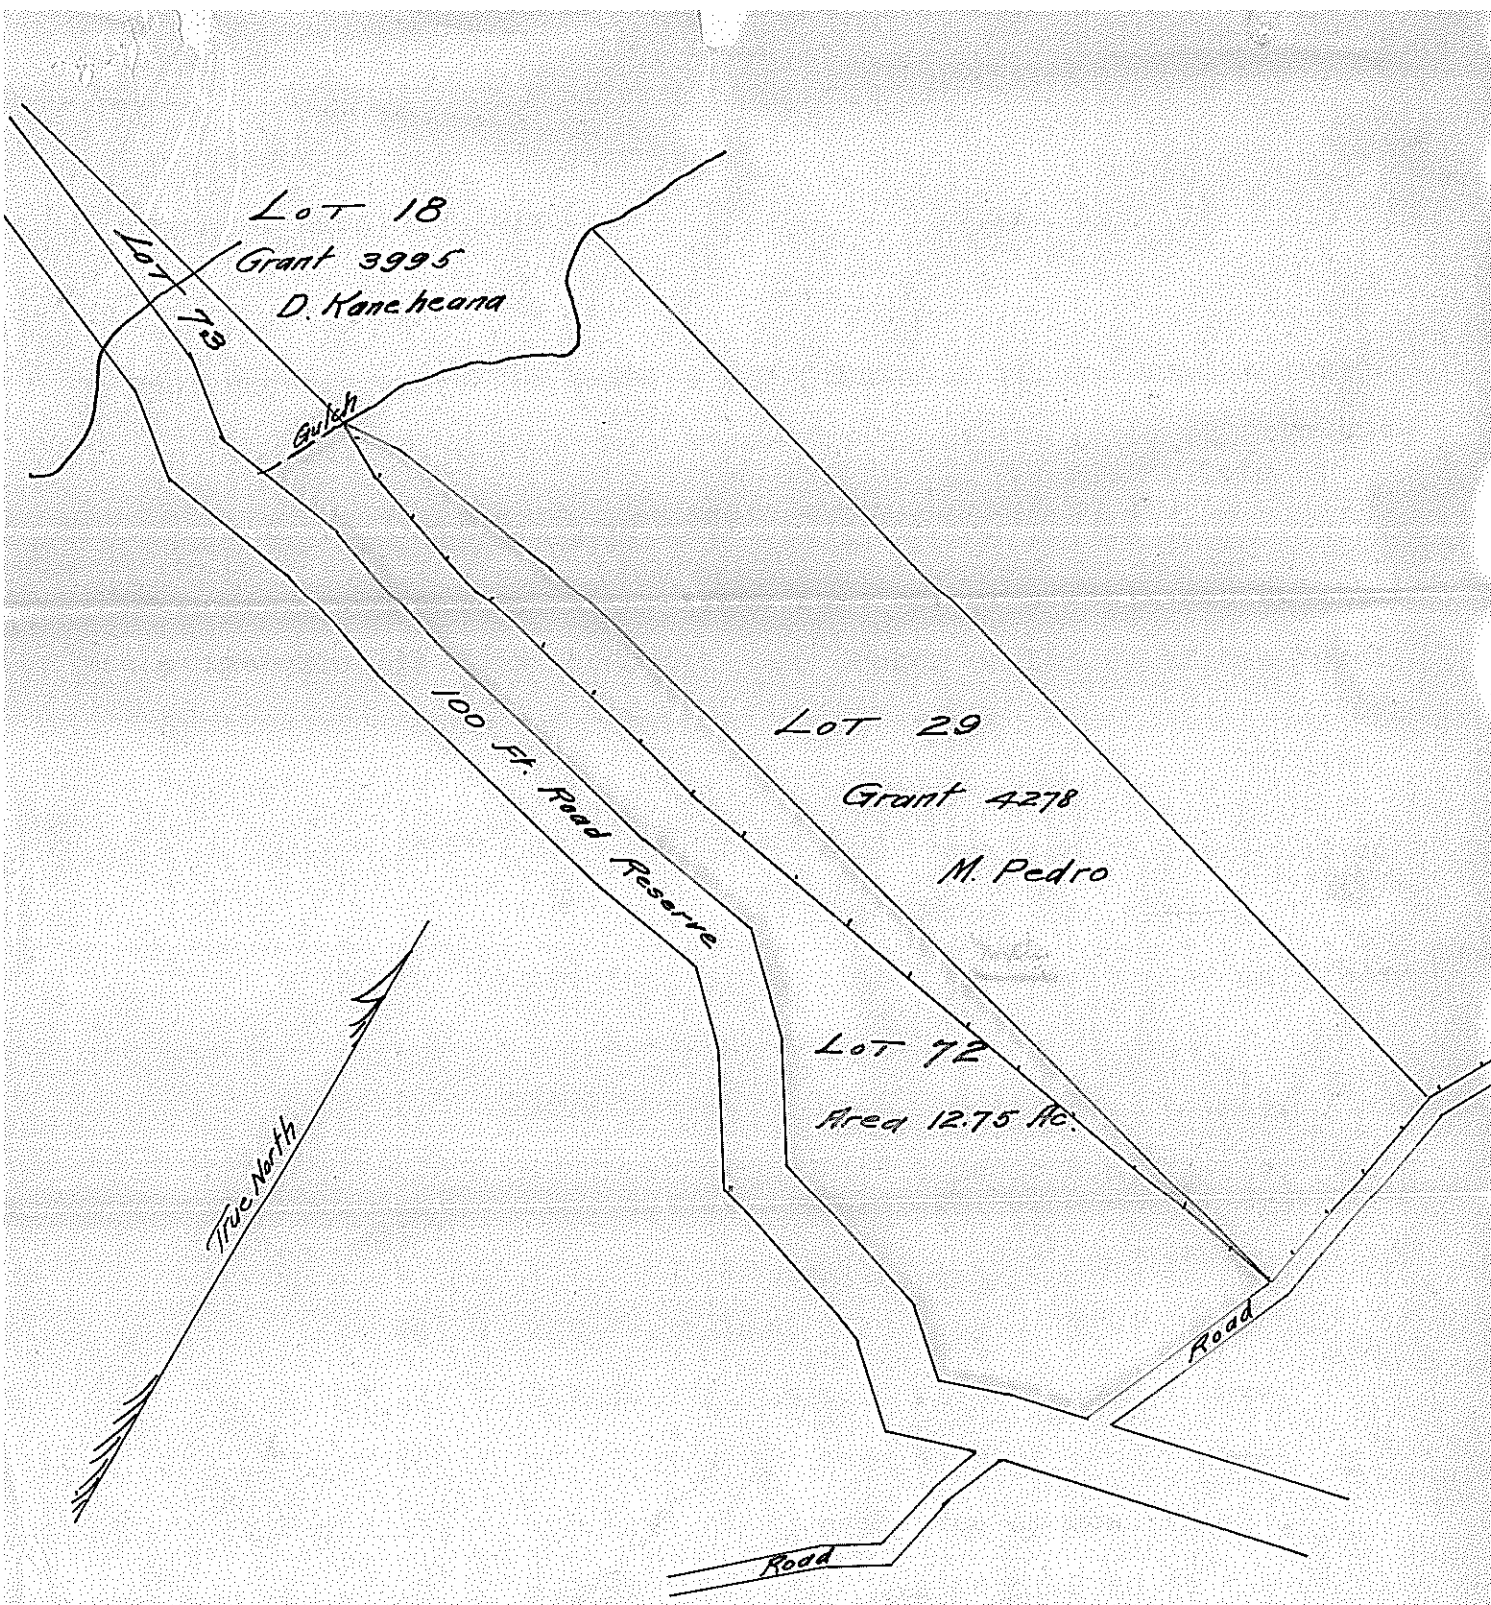 Lot 18
Grant 3995
D. Kaneheana
Lot 73
Gulch
100 Ft. Road Reserve
Lot 29
Grant 4278
M. Pedro
Lot 72
Area 12.75 Ac.
True North
Road
Road